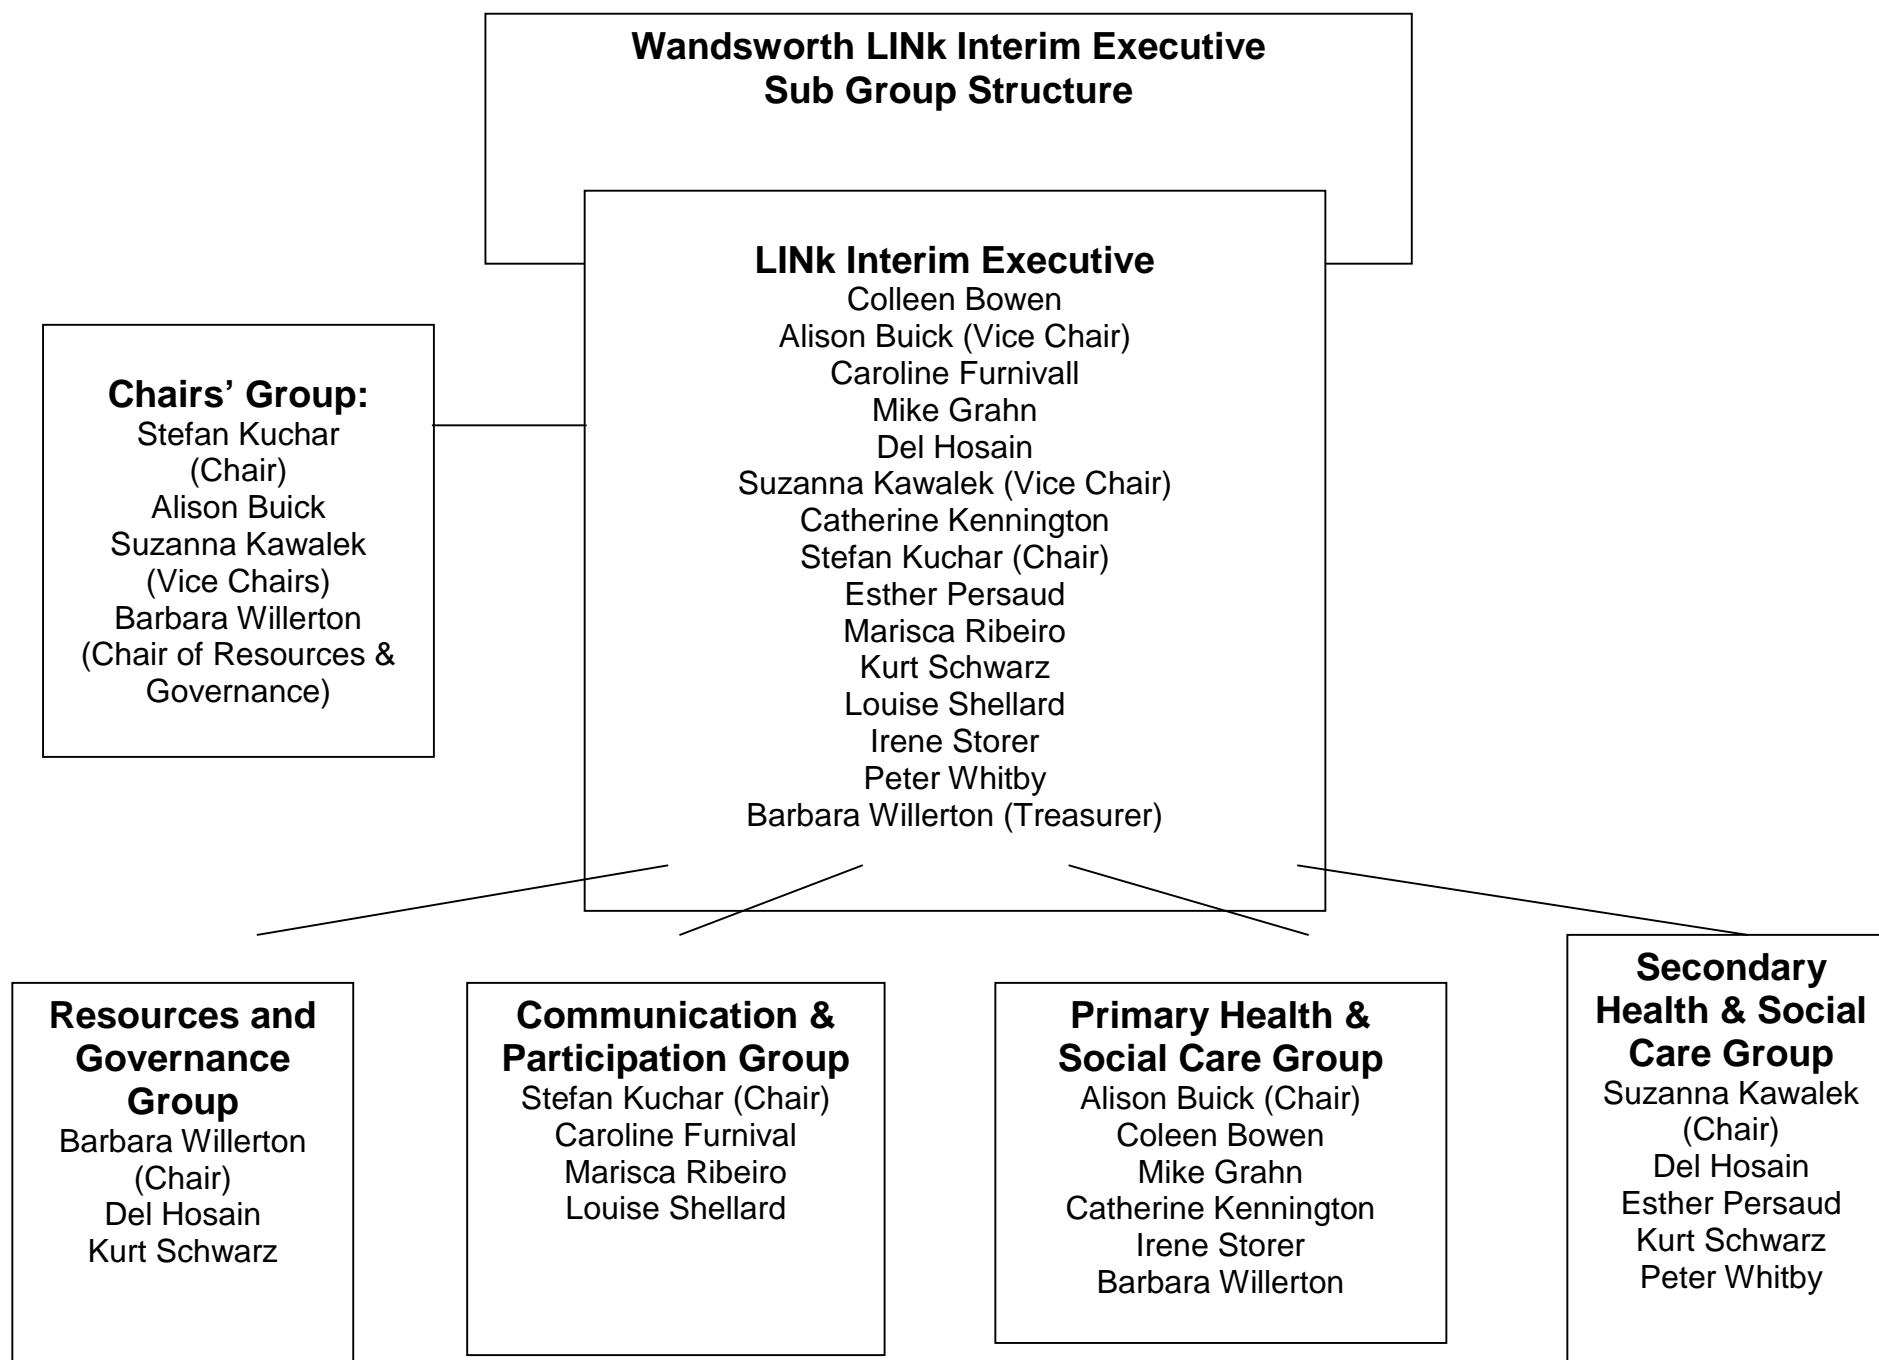 Wandsworth LINk Interim Executive
Sub Group Structure
LINk Interim Executive
Colleen Bowen
Alison Buick (Vice Chair)
Caroline Furnivall
Mike Grahn
Del Hosain
Suzanna Kawalek (Vice Chair)
Catherine Kennington
Stefan Kuchar (Chair)
Esther Persaud
Marisca Ribeiro
Kurt Schwarz
Louise Shellard
Irene Storer
Peter Whitby
Barbara Willerton (Treasurer)
Chairs’ Group:
Stefan Kuchar
(Chair)
Alison Buick
Suzanna Kawalek
(Vice Chairs)
Barbara Willerton
(Chair of Resources &
Governance)
Resources and
Governance
Group
Barbara Willerton
(Chair)
Del Hosain
Kurt Schwarz
Communication &
Participation Group
Stefan Kuchar (Chair)
Caroline Furnival
Marisca Ribeiro
Louise Shellard
Primary Health &
Social Care Group
Alison Buick (Chair)
Coleen Bowen
Mike Grahn
Catherine Kennington
Irene Storer
Barbara Willerton
Secondary
Health & Social
Care Group
Suzanna Kawalek
(Chair)
Del Hosain
Esther Persaud
Kurt Schwarz
Peter Whitby